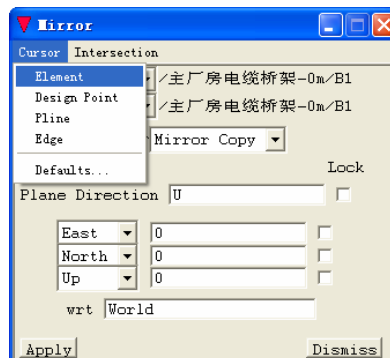 Mirror
Cursor Intersection
Element
/主厂房电缆桥架-0m/B1
Design Point
/主厂房电缆桥架-0m/B1
Pline
Edge
Mirror Copy
Defaults...
Lock
Plane Direction U
East 0
North 0
Up 0
wrt World
Apply Dismiss